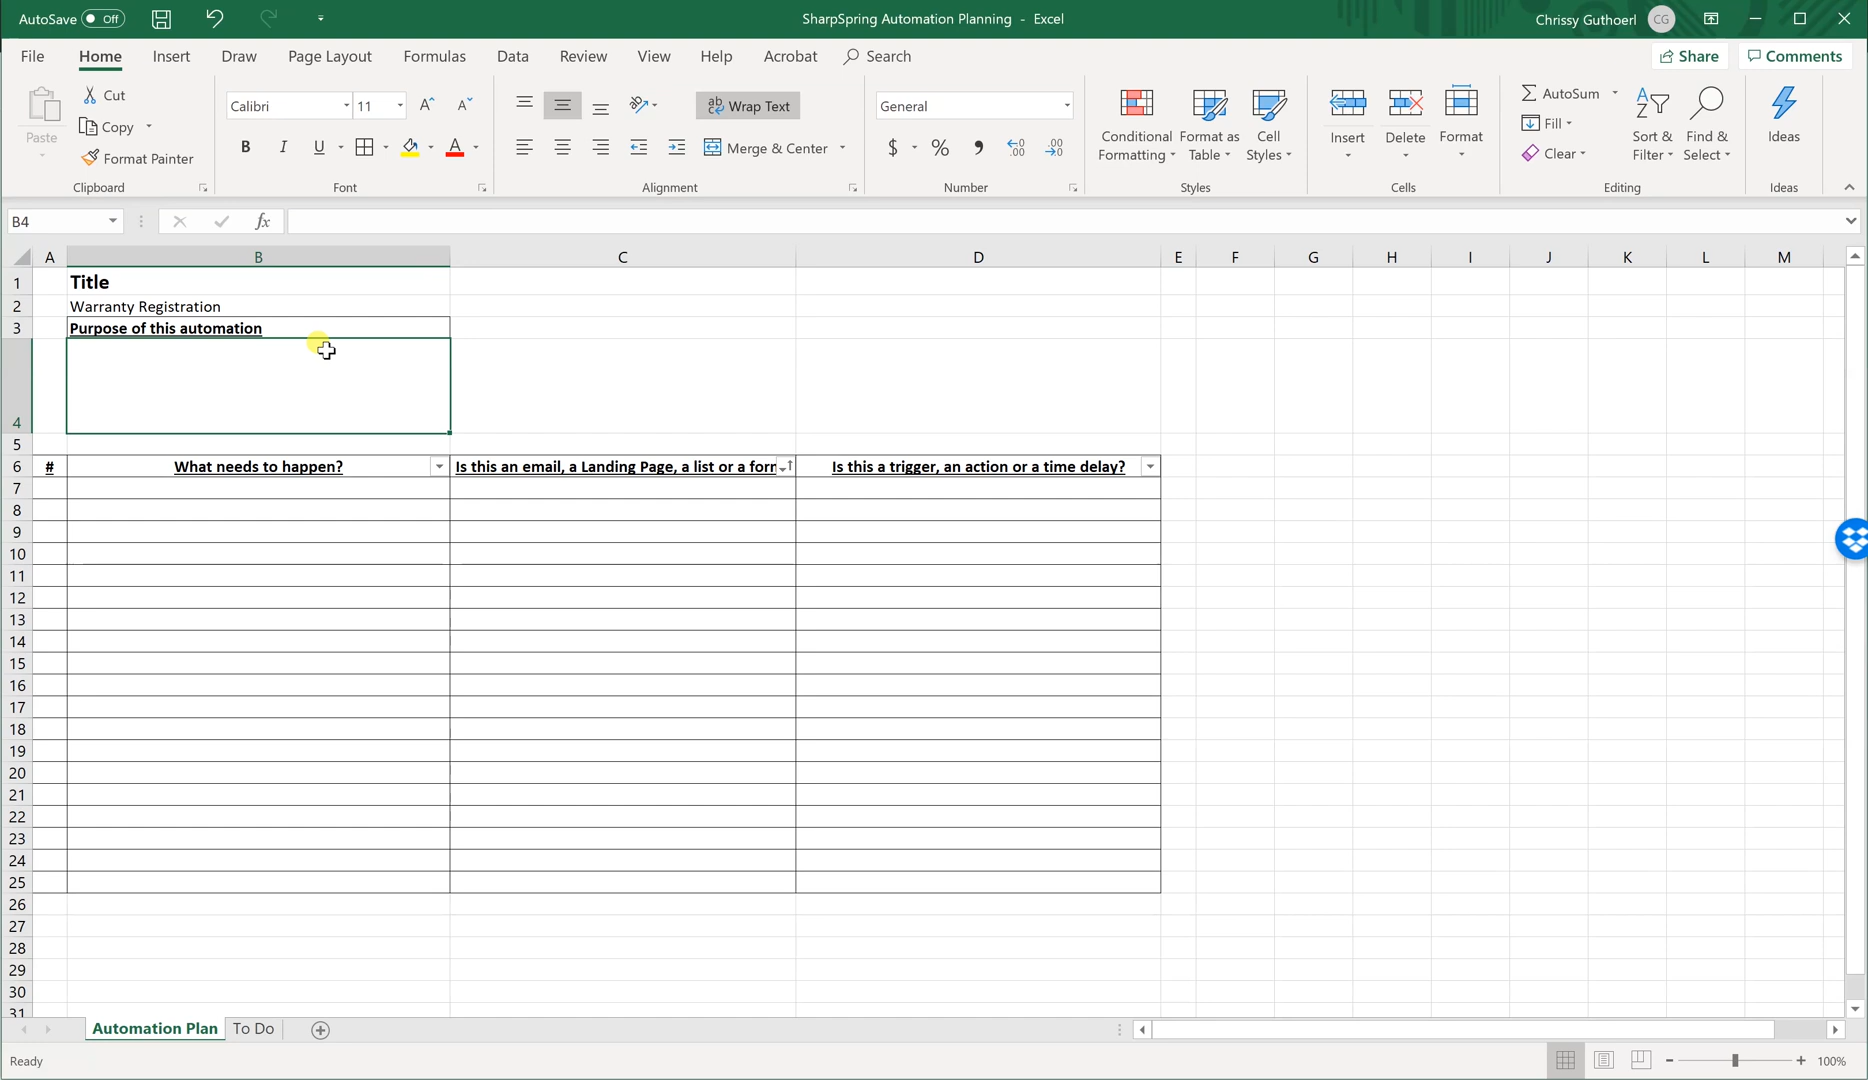 AutoSave Off SharpSpring Automation Planning - Excel Chrissy Guthoerl CG
File Home Insert Draw Page Layout Formulas Data Review View Help Acrobat Search Share Comments
Paste
Cut
Copy
Format Painter
Clipboard
Calibri 11
B I U A
Font
ab Wrap Text
Merge & Center
Alignment
General
$ % ,
Number
Conditional Formatting
Format as Table
Cell Styles
Styles
Insert Delete Format
Cells
AutoSum
Fill
Clear
Sort & Filter
Find & Select
Editing
Ideas
Ideas
B4 fx
A B C D E F G H I J K L M
1 Title
2 Warranty Registration
3 Purpose of this automation
4
5
6 # What needs to happen? Is this an email, a Landing Page, a list or a form Is this a trigger, an action or a time delay?
7
8
9
10
11
12
13
14
15
16
17
18
19
20
21
22
23
24
25
26
27
28
29
30
31
Automation Plan To Do
Ready 100%